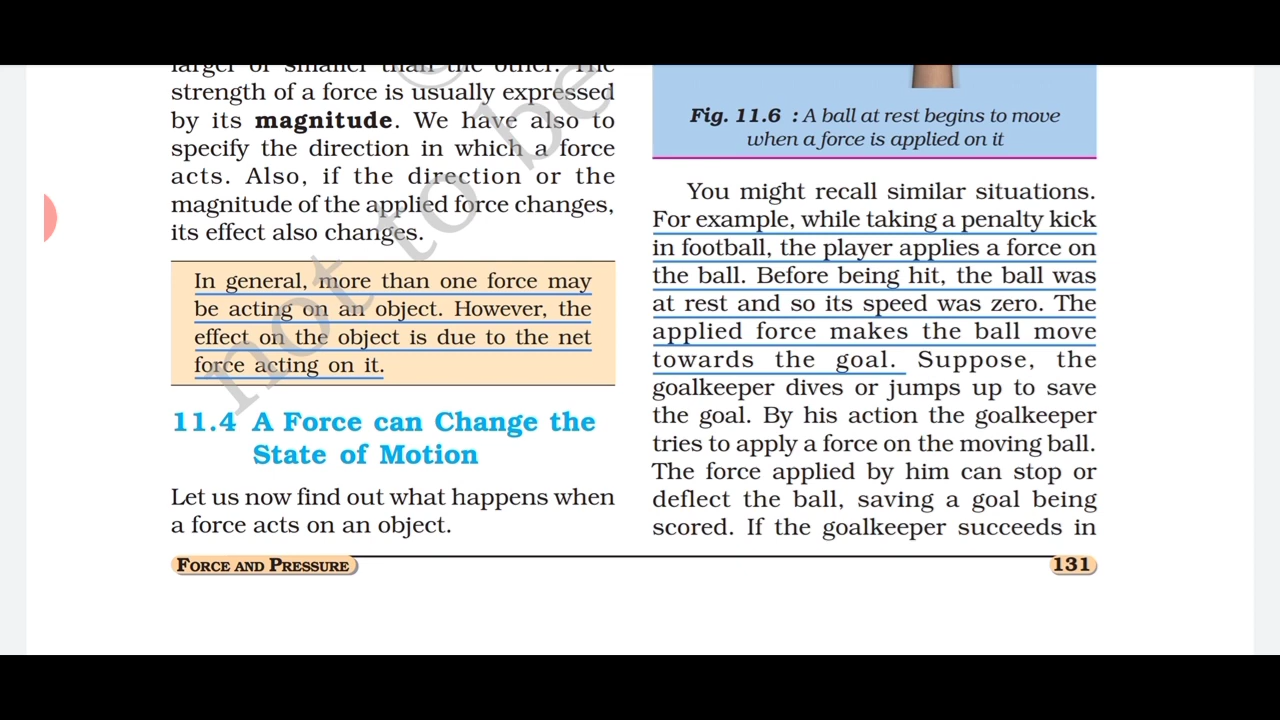 larger or smaller than the other. The
strength of a force is usually expressed
by its magnitude. We have also to
specify the direction in which a force
acts. Also, if the direction or the
magnitude of the applied force changes,
its effect also changes.
In general, more than one force may
be acting on an object. However, the
effect on the object is due to the net
force acting on it.
11.4 A Force can Change the
State of Motion
Let us now find out what happens when
a force acts on an object.
Fig. 11.6 : A ball at rest begins to move
when a force is applied on it
You might recall similar situations.
For example, while taking a penalty kick
in football, the player applies a force on
the ball. Before being hit, the ball was
at rest and so its speed was zero. The
applied force makes the ball move
towards the goal. Suppose, the
goalkeeper dives or jumps up to save
the goal. By his action the goalkeeper
tries to apply a force on the moving ball.
The force applied by him can stop or
deflect the ball, saving a goal being
scored. If the goalkeeper succeeds in
FORCE AND PRESSURE
131
©
not to be